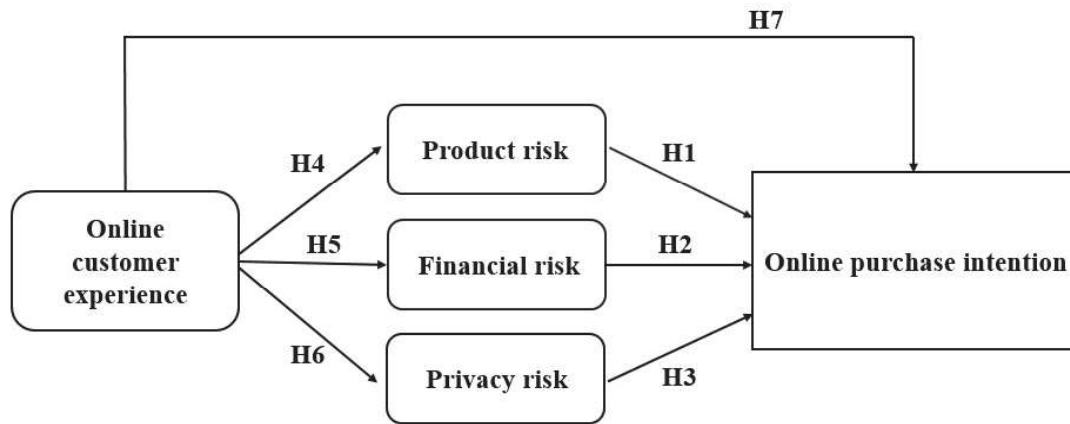 H7
Product risk
H4
H1
Online
customer
experience
H5
Financial risk
H2
Online purchase intention
H6
Privacy risk
H3